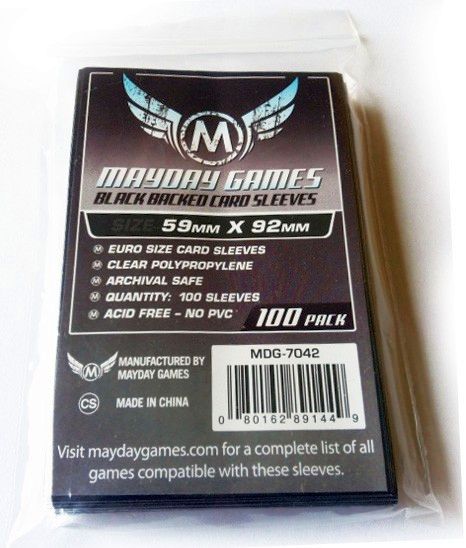 M
MAYDAY GAMES
BLACK BACKED CARD SLEEVES
SIZE 59MM X 92MM
M EURO SIZE CARD SLEEVES
M CLEAR POLYPROPYLENE
M ARCHIVAL SAFE
M QUANTITY: 100 SLEEVES
M ACID FREE - NO PVC
100 PACK
M MANUFACTURED BY
MAYDAY GAMES
CS MADE IN CHINA
MDG-7042
0 80162 89144 9
Visit maydaygames.com for a complete list of all
games compatible with these sleeves.